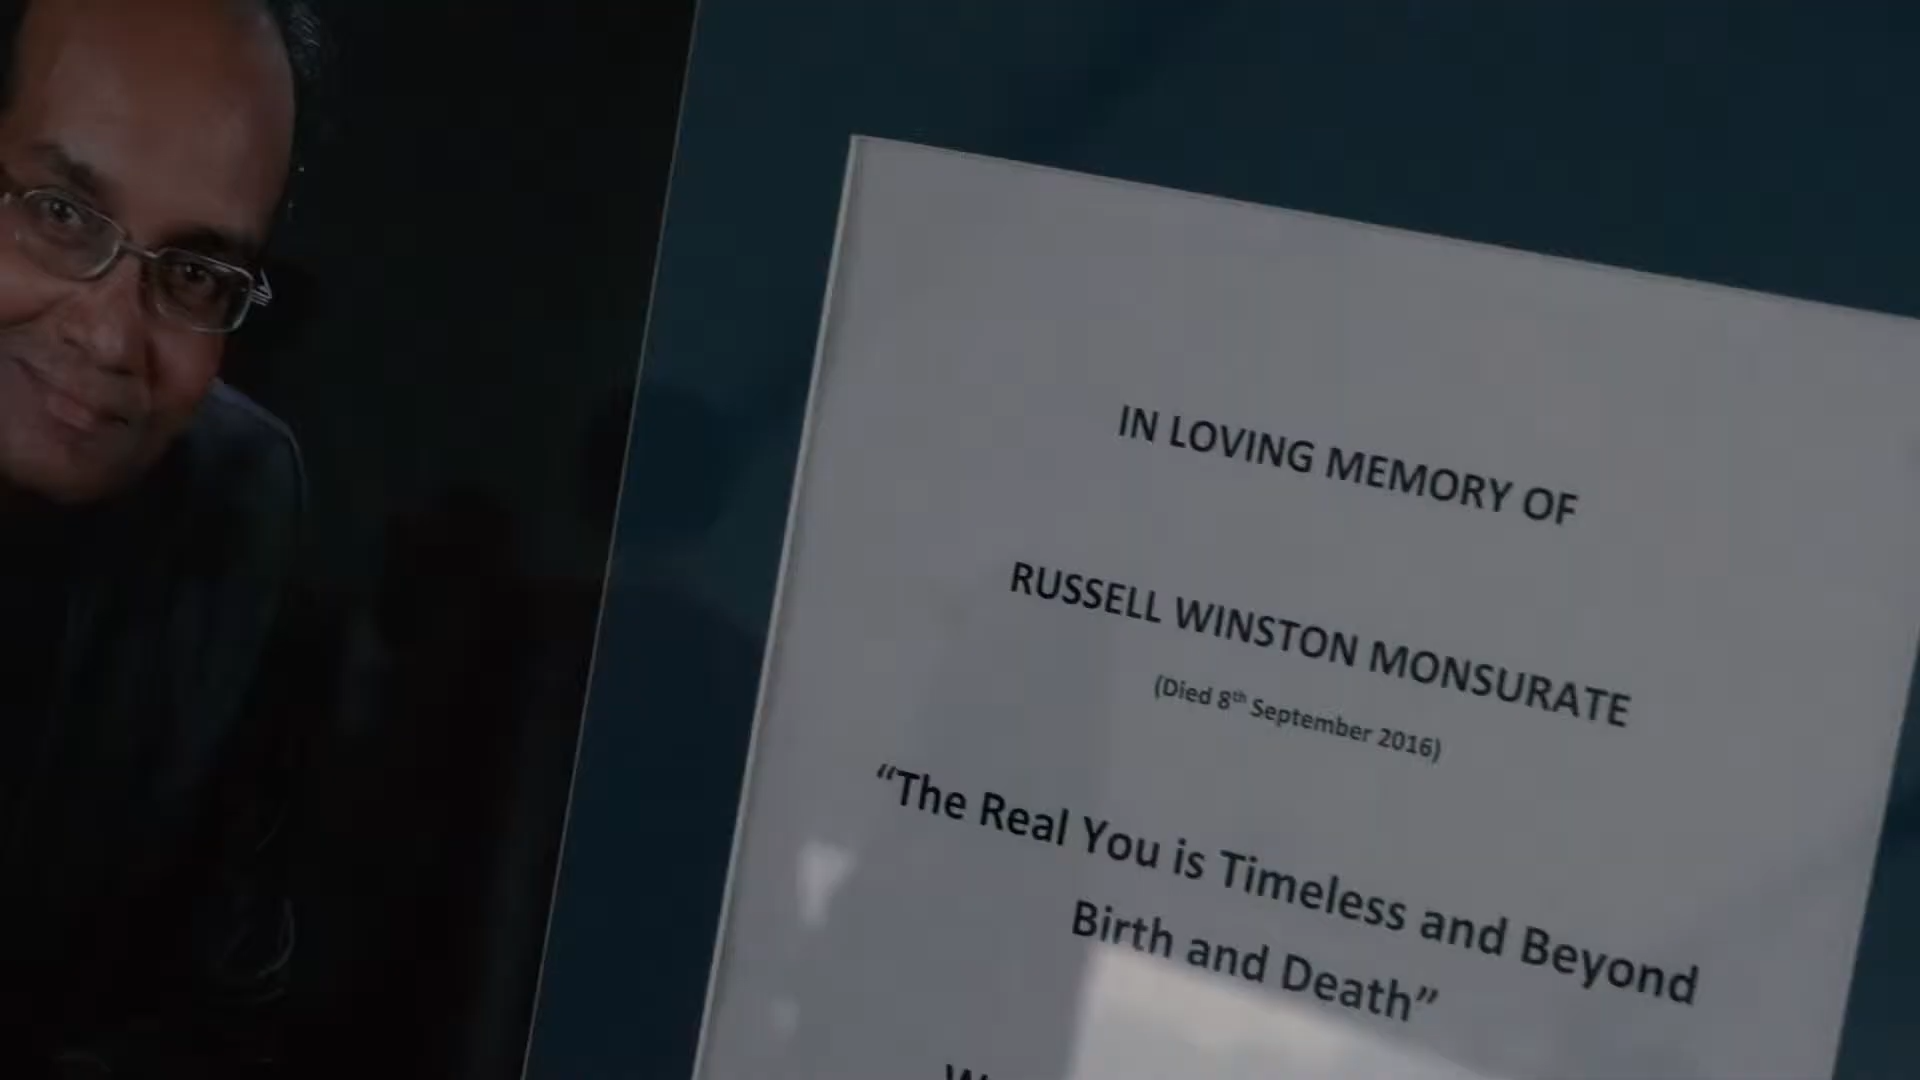 IN LOVING MEMORY OF
RUSSELL WINSTON MONSURATE
(Died 8th September 2016)
“The Real You is Timeless and Beyond
Birth and Death”